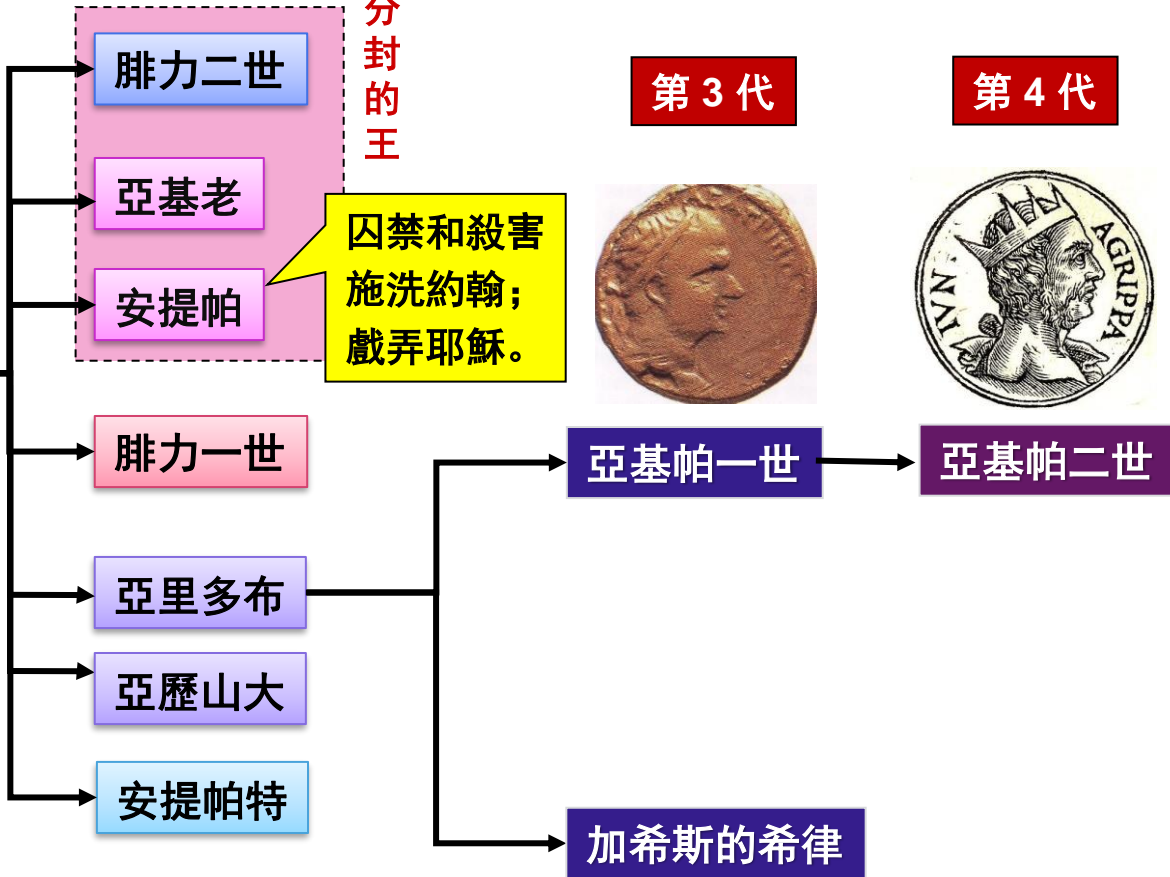 分
封
的
王
腓力二世
亞基老
安提帕
囚禁和殺害
施洗約翰；
戲弄耶穌。
腓力一世
亞里多布
亞歷山大
安提帕特
第 3 代
第 4 代
IVN
AGRIPPA
亞基帕一世
亞基帕二世
加希斯的希律